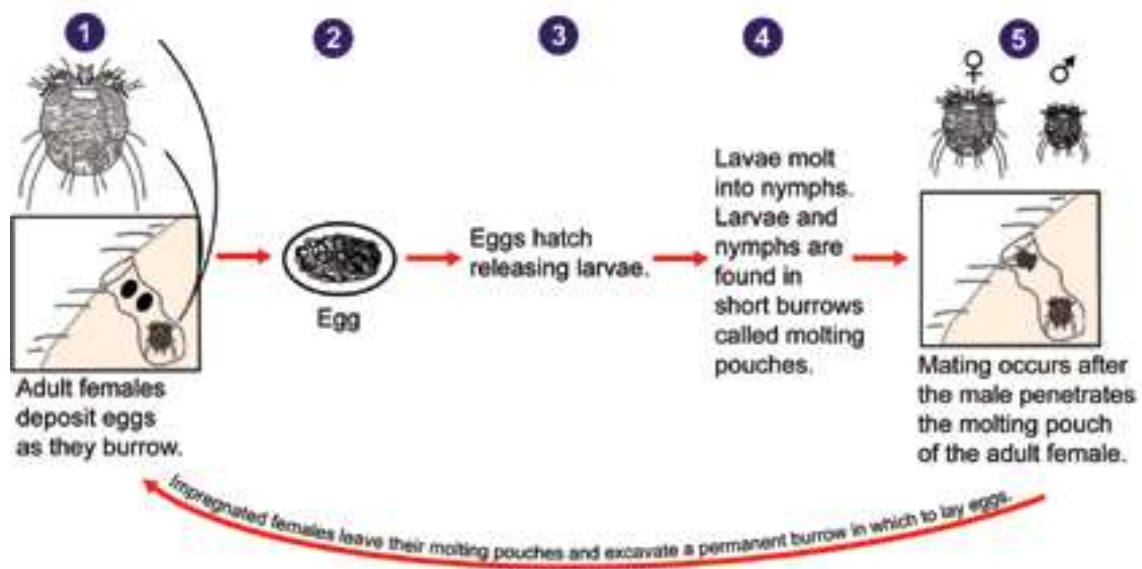 1
2
3
4
5
♀
♂
Adult females
deposit eggs
as they burrow.
Egg
Eggs hatch
releasing larvae.
Lavae molt
into nymphs.
Larvae and
nymphs are
found in
short burrows
called molting
pouches.
Mating occurs after
the male penetrates
the molting pouch
of the adult female.
Impregnated females leave their molting pouches and excavate a permanent burrow in which to lay eggs.